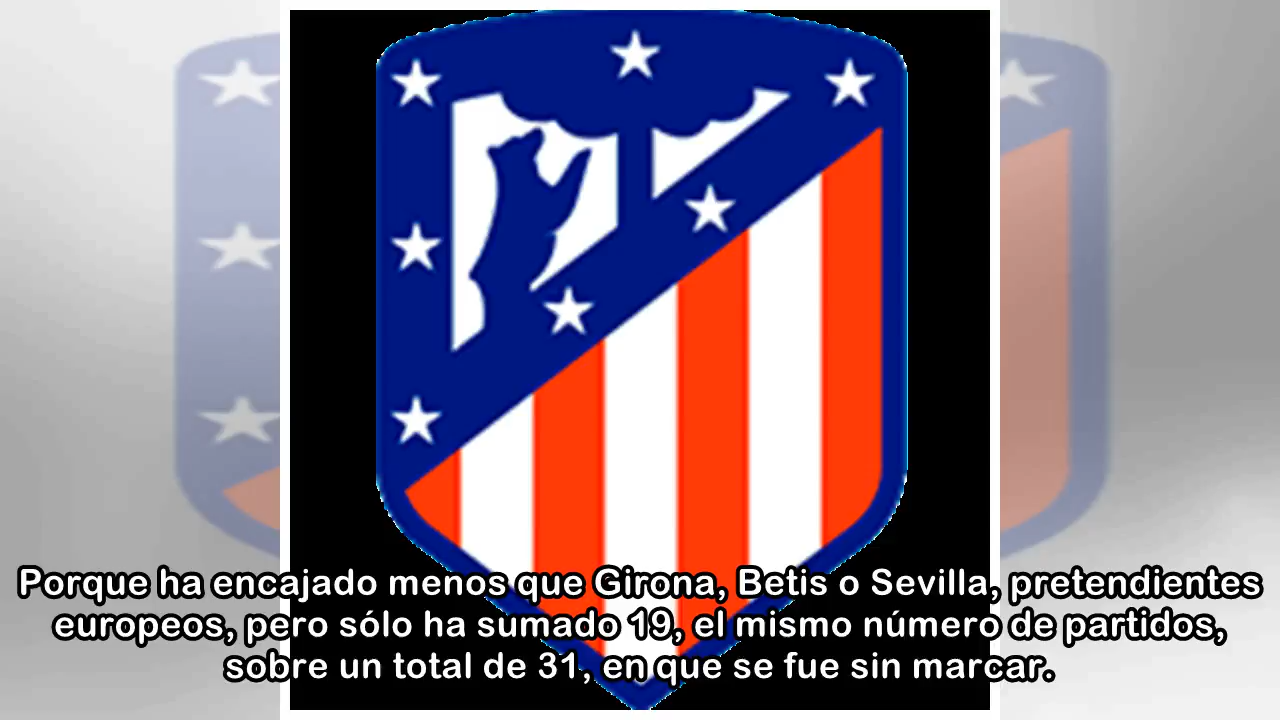 Porque ha encajado menos que Girona, Betis o Sevilla, pretendientes
europeos, pero sólo ha sumado 19, el mismo número de partidos,
sobre un total de 31, en que se fue sin marcar.